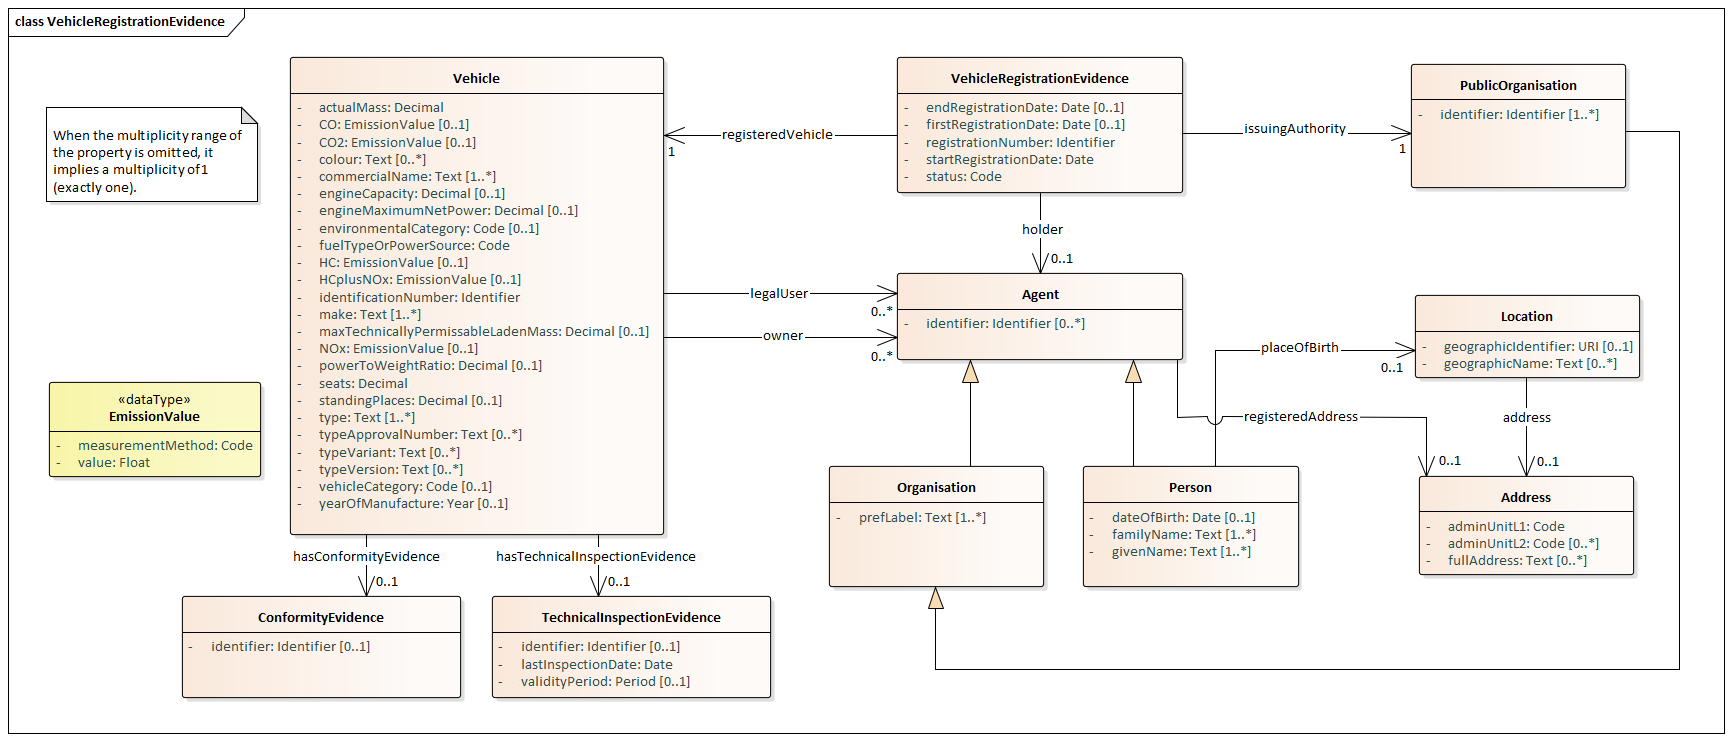 class VehicleRegistrationEvidence
When the multiplicity range of
the property is omitted, it
implies a multiplicity of 1
(exactly one).
«dataType»
EmissionValue
- measurementMethod: Code
- value: Float
Vehicle
- actualMass: Decimal
- CO: EmissionValue [0..1]
- CO2: EmissionValue [0..1]
- colour: Text [0..*]
- commercialName: Text [1..*]
- engineCapacity: Decimal [0..1]
- engineMaximumNetPower: Decimal [0..1]
- environmentalCategory: Code [0..1]
- fuelTypeOrPowerSource: Code
- HC: EmissionValue [0..1]
- HCplusNOx: EmissionValue [0..1]
- identificationNumber: Identifier
- make: Text [1..*]
- maxTechnicallyPermissableLadenMass: Decimal [0..1]
- NOx: EmissionValue [0..1]
- powerToWeightRatio: Decimal [0..1]
- seats: Decimal
- standingPlaces: Decimal [0..1]
- type: Text [1..*]
- typeApprovalNumber: Text [0..*]
- typeVariant: Text [0..*]
- typeVersion: Text [0..*]
- vehicleCategory: Code [0..1]
- yearOfManufacture: Year [0..1]
registeredVehicle
1
VehicleRegistrationEvidence
- endRegistrationDate: Date [0..1]
- firstRegistrationDate: Date [0..1]
- registrationNumber: Identifier
- startRegistrationDate: Date
- status: Code
issuingAuthority
1
PublicOrganisation
- identifier: Identifier [1..*]
holder
0..1
legalUser
0..*
owner
0..*
Agent
- identifier: Identifier [0..*]
placeOfBirth
0..1
Location
- geographicIdentifier: URI [0..1]
- geographicName: Text [0..*]
registeredAddress
0..1
address
0..1
Organisation
- prefLabel: Text [1..*]
Person
- dateOfBirth: Date [0..1]
- familyName: Text [1..*]
- givenName: Text [1..*]
Address
- adminUnitL1: Code
- adminUnitL2: Code [0..*]
- fullAddress: Text [0..*]
hasConformityEvidence
0..1
hasTechnicalInspectionEvidence
0..1
ConformityEvidence
- identifier: Identifier [0..1]
TechnicalInspectionEvidence
- identifier: Identifier [0..1]
- lastInspectionDate: Date
- validityPeriod: Period [0..1]